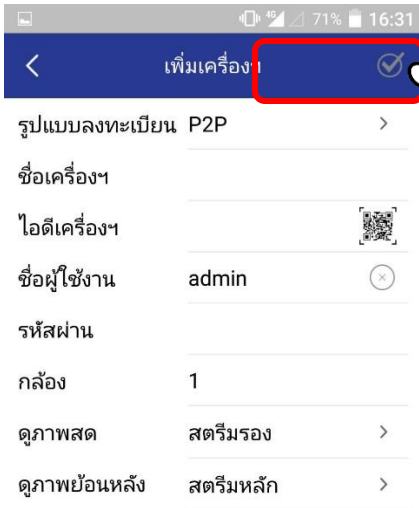 4G 71% 16:31
เพิ่มเครื่องฯ
รูปแบบลงทะเบียน P2P
ชื่อเครื่องฯ
ไอดีเครื่องฯ
ชื่อผู้ใช้งาน admin
รหัสผ่าน
กล้อง 1
ดูภาพสด สตรีมรอง
ดูภาพย้อนหลัง สตรีมหลัก